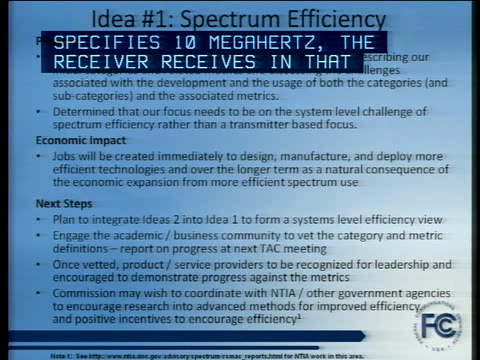 Idea #1: Spectrum Efficiency
SPECIFIES 10 MEGAHERTZ, THE
RECEIVER RECEIVES IN THAT
escribing our
associated with the development and the usage of both the categories (and
sub-categories) and the associated metrics.
• Determined that our focus needs to be on the system level challenge of
spectrum efficiency rather than a transmitter based focus.
Economic Impact
• Jobs will be created immediately to design, manufacture, and deploy more
efficient technologies and over the longer term as a natural consequence of
the economic expansion from more efficient spectrum use
Next Steps
• Plan to integrate Ideas 2 into Idea 1 to form a systems level efficiency view
• Engage the academic / business community to vet the category and metric
definitions – report on progress at next TAC meeting
• Once vetted, product / service providers to be recognized for leadership and
encouraged to demonstrate progress against the metrics
• Commission may wish to coordinate with NTIA / other government agencies
to encourage research into advanced methods for improved efficiency,
and positive incentives to encourage efficiency¹
FCC
Note 1: See http://www.ntia.doc.gov/advisory/spectrum/csmac_reports.html for NTIA work in this area.